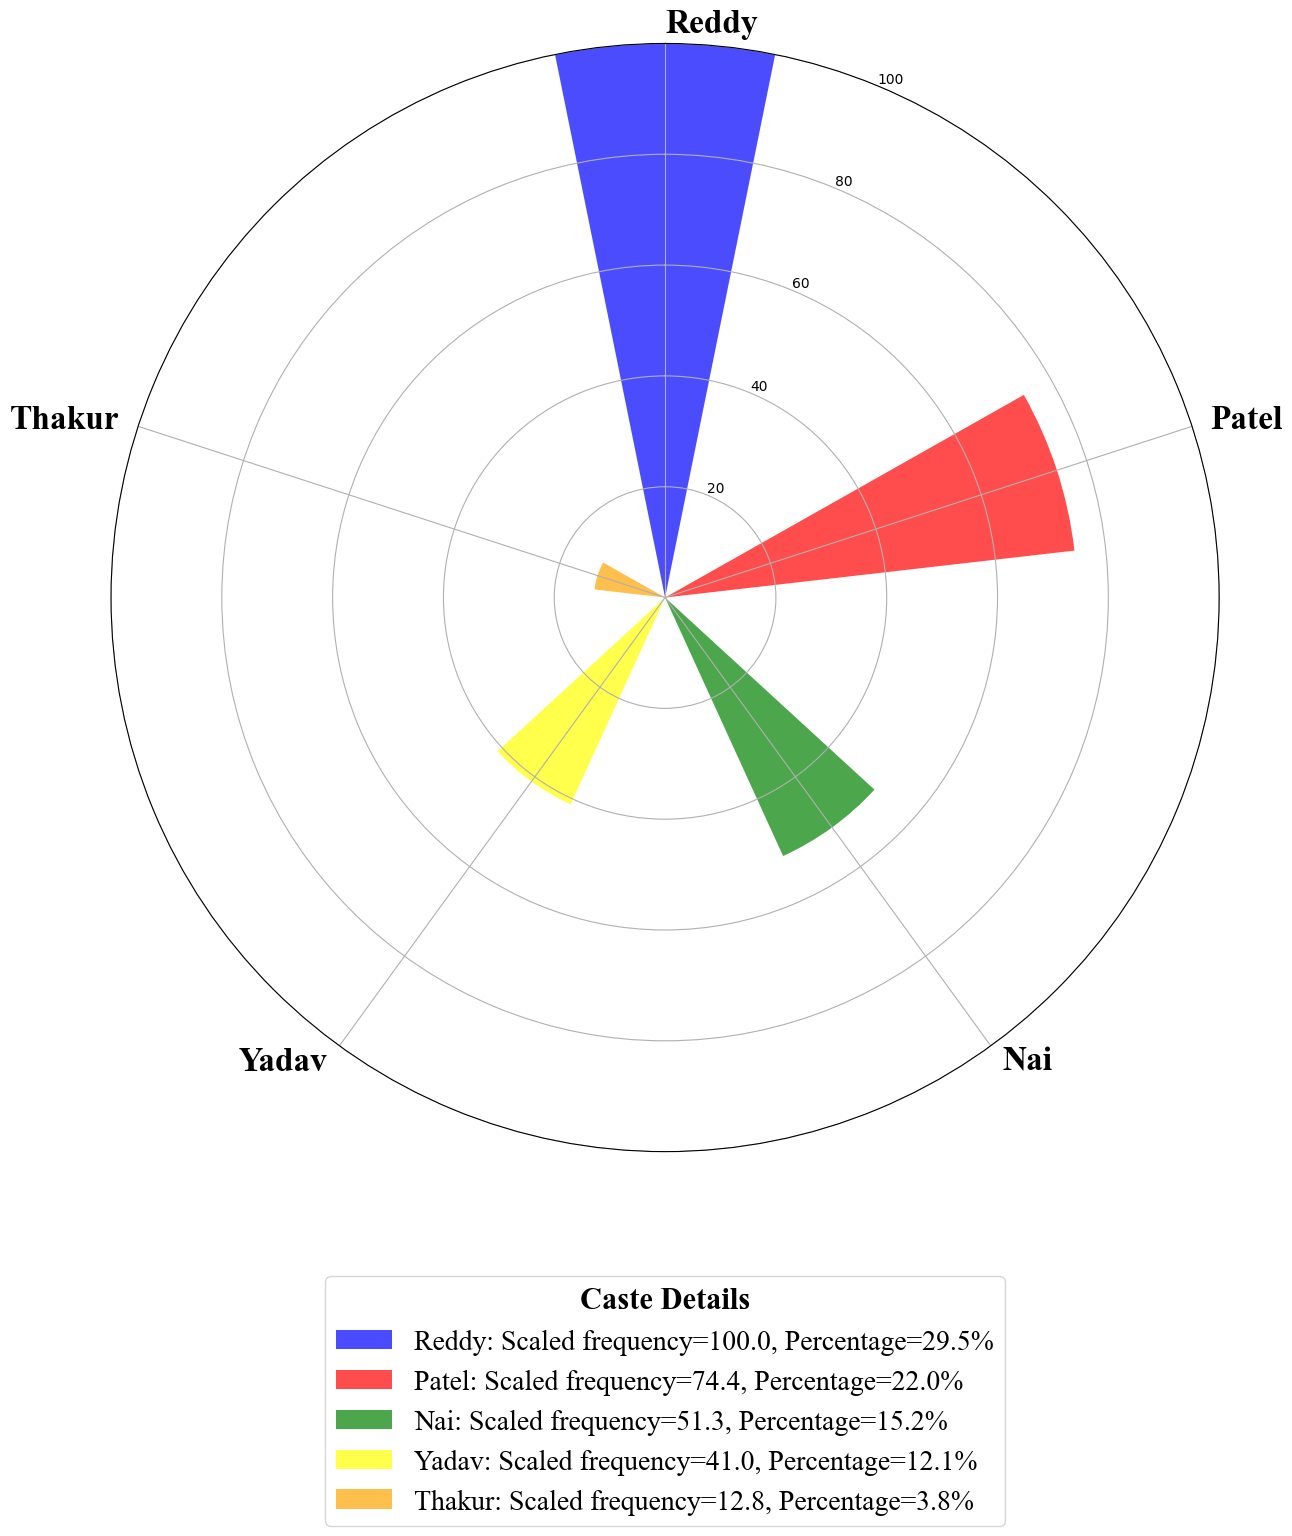 Reddy
100
80
60
40
20
Thakur
Patel
Yadav
Nai
Caste Details
Reddy: Scaled frequency=100.0, Percentage=29.5%
Patel: Scaled frequency=74.4, Percentage=22.0%
Nai: Scaled frequency=51.3, Percentage=15.2%
Yadav: Scaled frequency=41.0, Percentage=12.1%
Thakur: Scaled frequency=12.8, Percentage=3.8%